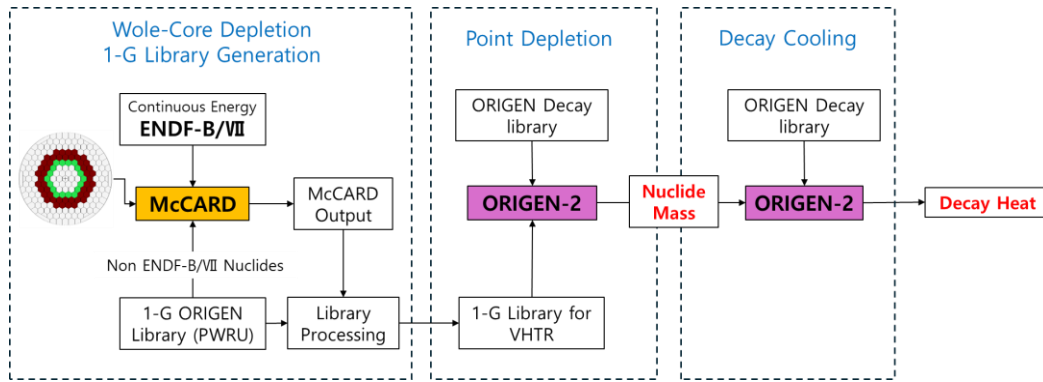 Wole-Core Depletion
1-G Library Generation
Continuous Energy
ENDF-B/Ⅶ
McCARD
McCARD
Output
Non ENDF-B/Ⅶ Nuclides
1-G ORIGEN
Library (PWRU)
Library
Processing
Point Depletion
ORIGEN Decay
library
ORIGEN-2
Nuclide
Mass
1-G Library for
VHTR
Decay Cooling
ORIGEN Decay
library
ORIGEN-2
Decay Heat